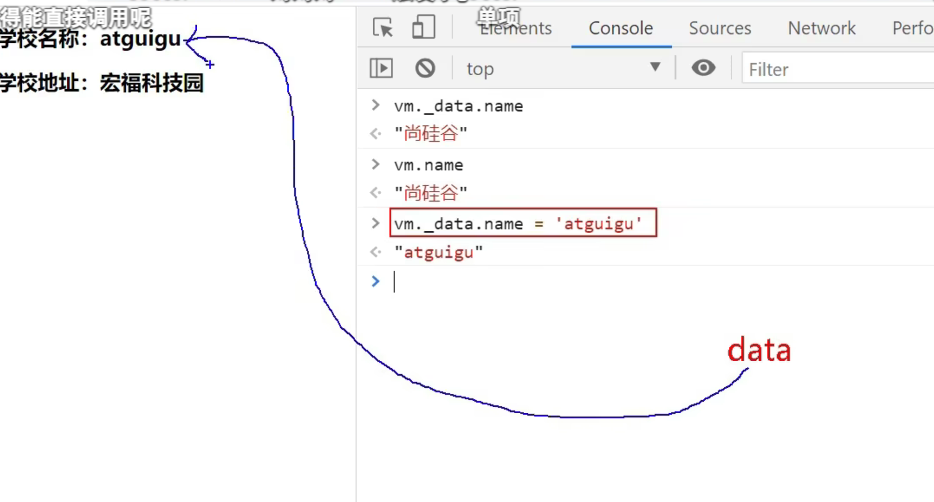 得能直接调用呢
单项
学校名称：atguigu
学校地址：宏福科技园
Elements Console Sources Network Perfo
top
Filter
> vm._data.name
"尚硅谷"
> vm.name
"尚硅谷"
> vm._data.name = 'atguigu'
"atguigu"
>
data